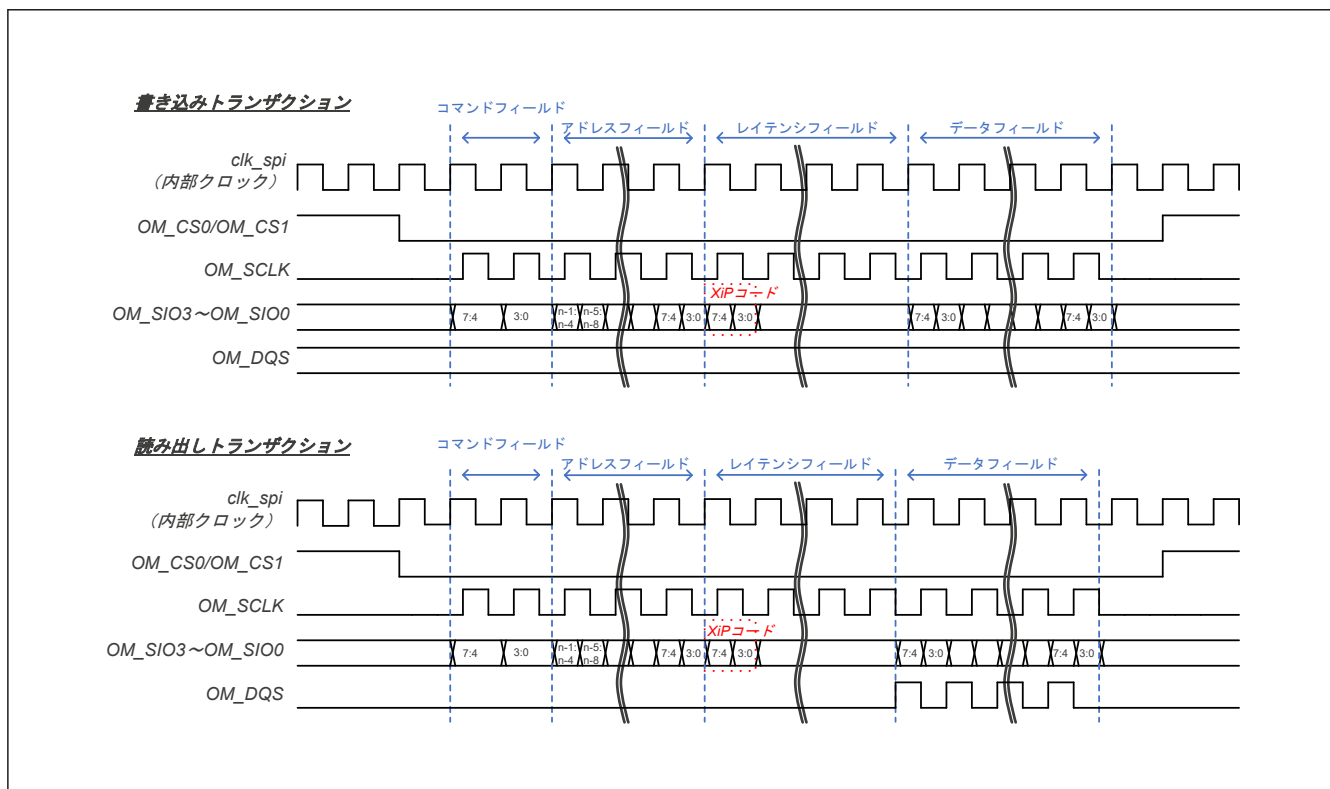 書き込みトランザクション
コマンドフィールド
アドレスフィールド
レイテンシフィールド
データフィールド
clk_spi
（内部クロック）
OM_CS0/OM_CS1
OM_SCLK
XiPコード
OM_SIO3～OM_SIO0
7:4 3:0 n-1:n-4 n-5:n-8 7:4 3:0 7:4 3:0 7:4 3:0 7:4 3:0
OM_DQS
読み出しトランザクション
コマンドフィールド
アドレスフィールド
レイテンシフィールド
データフィールド
clk_spi
（内部クロック）
OM_CS0/OM_CS1
OM_SCLK
XiPコード
OM_SIO3～OM_SIO0
7:4 3:0 n-1:n-4 n-5:n-8 7:4 3:0 7:4 3:0 7:4 3:0 7:4 3:0
OM_DQS